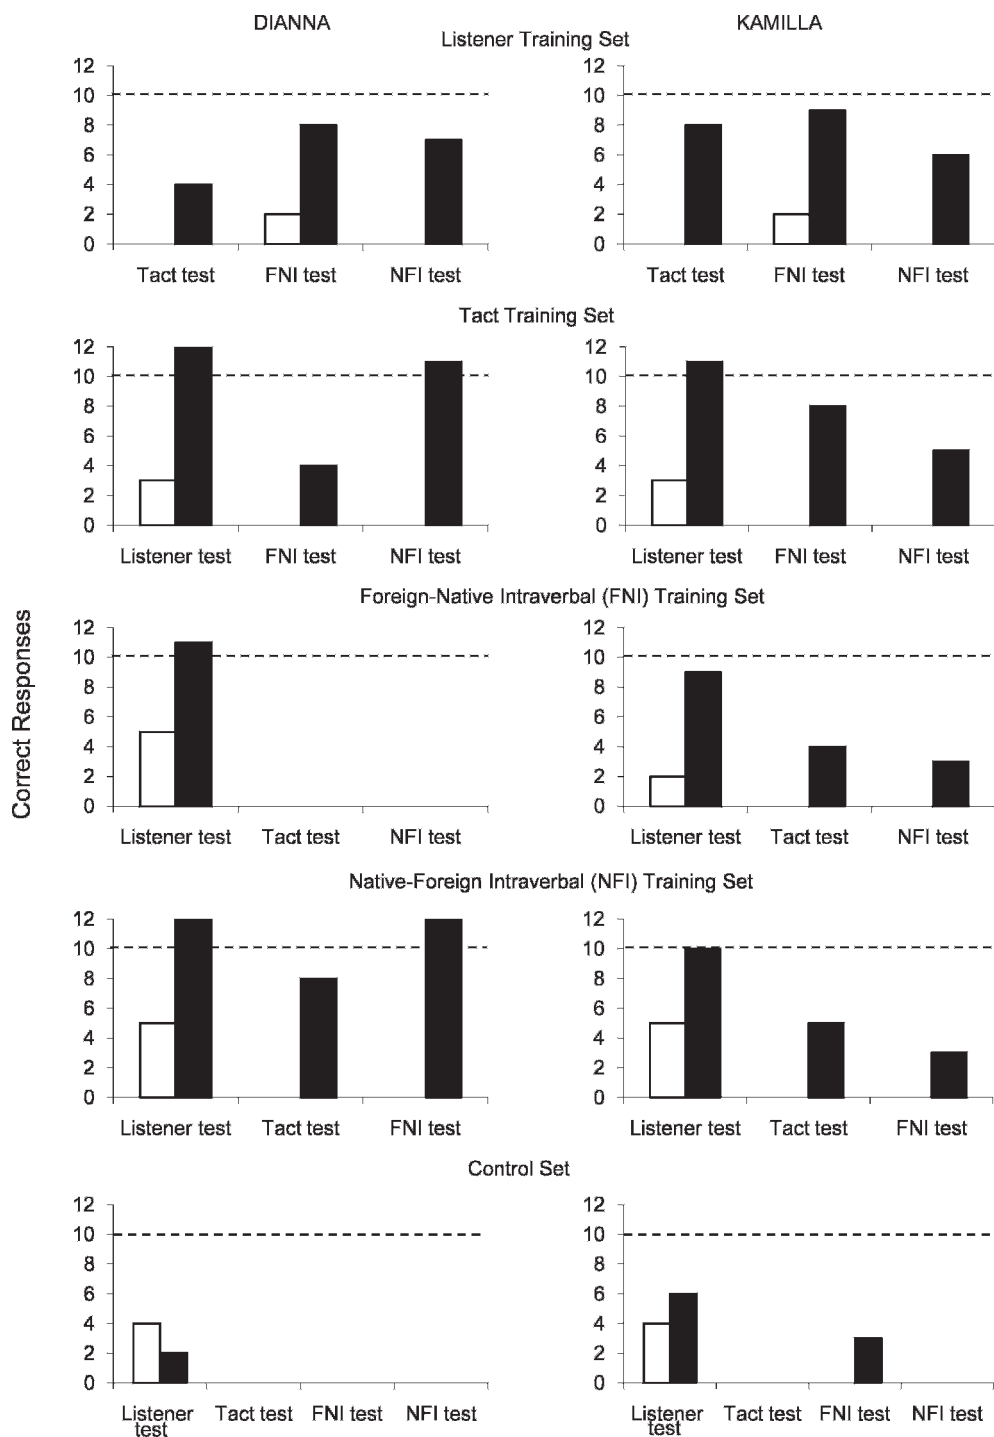 DIANNA KAMILLA
Listener Training Set
12 12
10 10
8 8
6 6
4 4
2 2
0 0
Tact test FNI test NFI test Tact test FNI test NFI test
Tact Training Set
12 12
10 10
8 8
6 6
4 4
2 2
0 0
Listener test FNI test NFI test Listener test FNI test NFI test
Foreign-Native Intraverbal (FNI) Training Set
12 12
10 10
8 8
6 6
4 4
2 2
0 0
Listener test Tact test NFI test Listener test Tact test NFI test
Correct Responses
Native-Foreign Intraverbal (NFI) Training Set
12 12
10 10
8 8
6 6
4 4
2 2
0 0
Listener test Tact test FNI test Listener test Tact test FNI test
Control Set
12 12
10 10
8 8
6 6
4 4
2 2
0 0
Listener Tact test FNI test NFI test Listener Tact test FNI test NFI test
test test